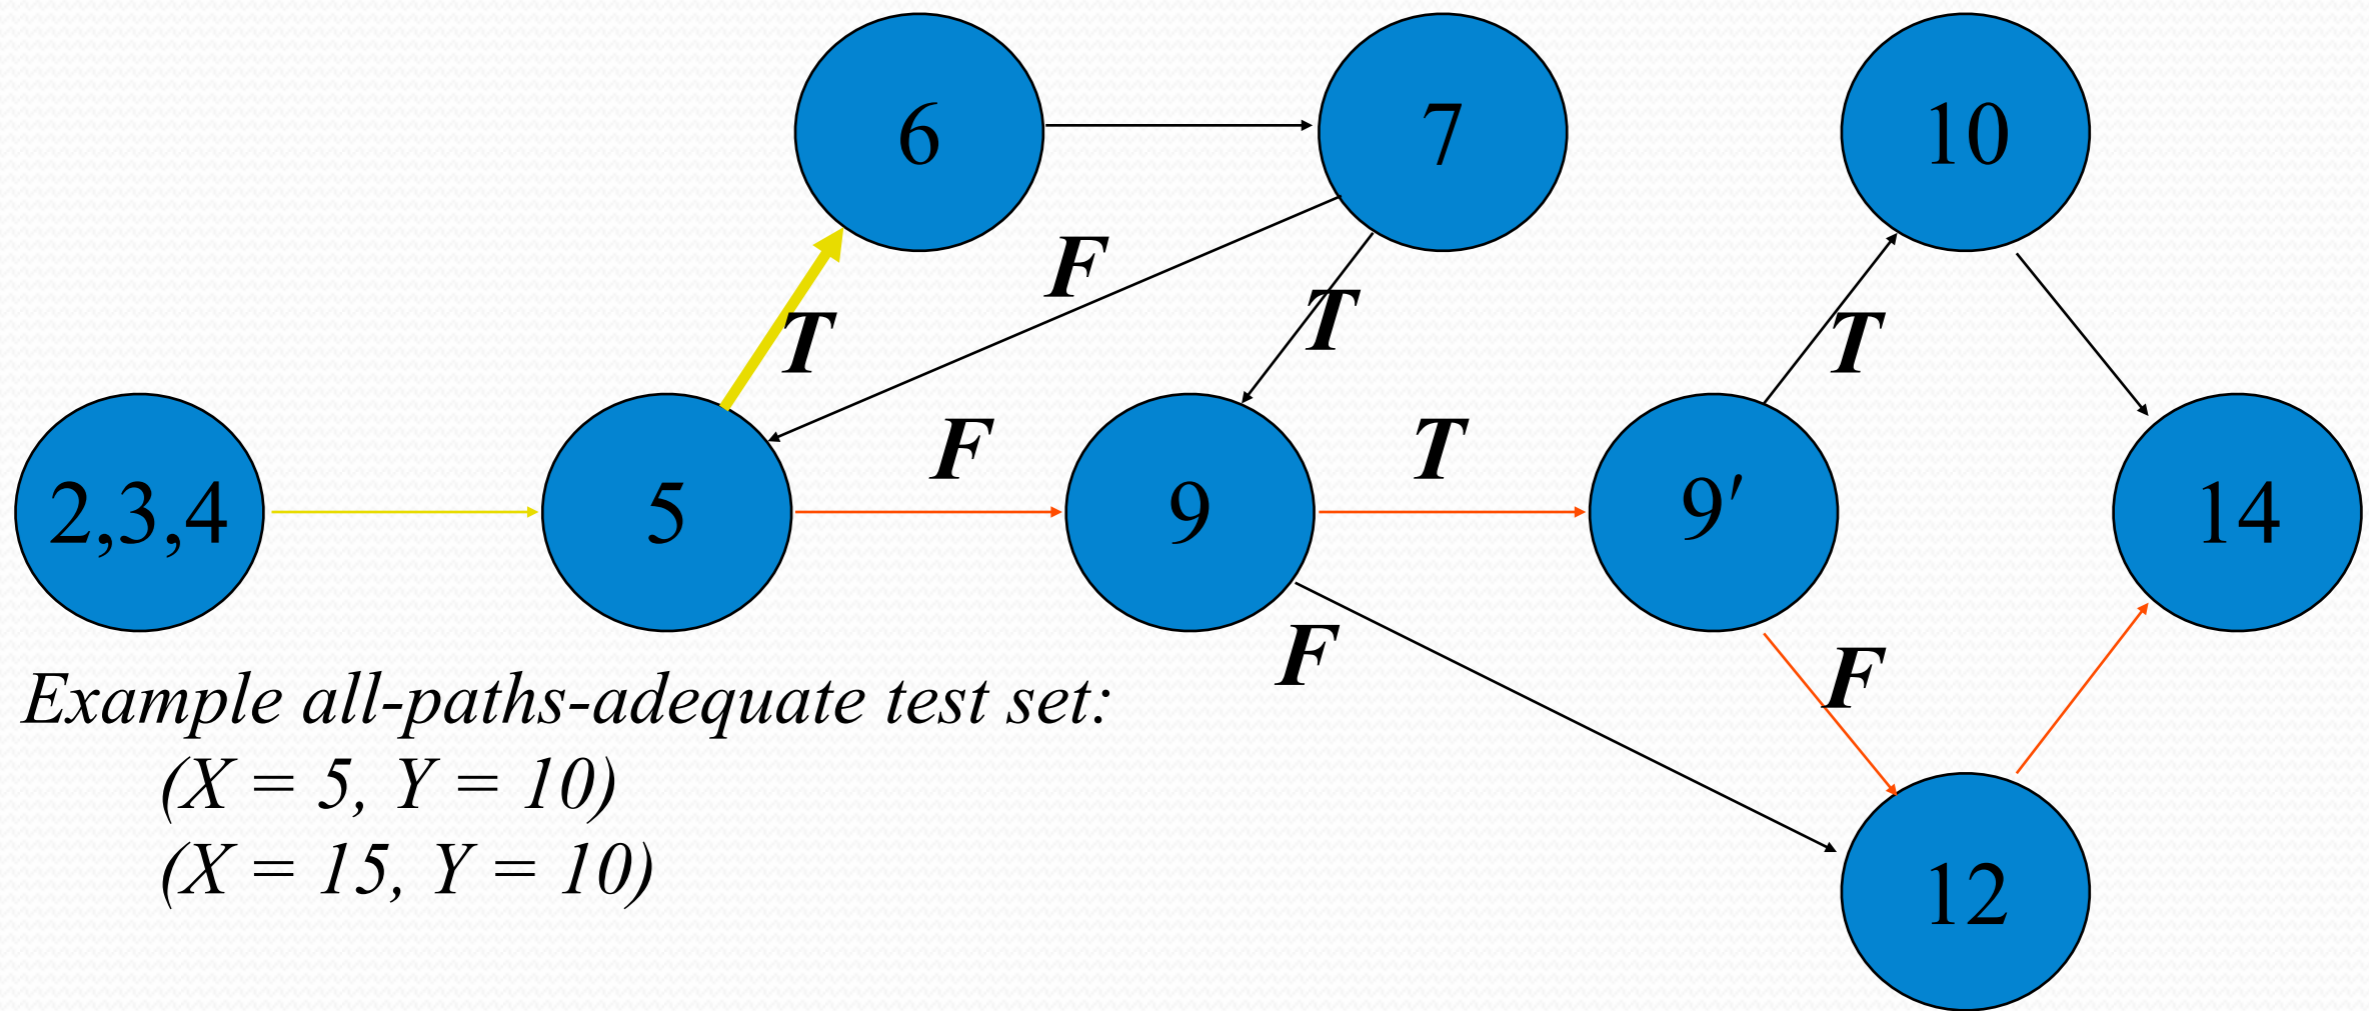 6
7
10
F
T
T
T
F
T
2,3,4
5
9
9′
14
F
F
Example all-paths-adequate test set:
(X = 5, Y = 10)
(X = 15, Y = 10)
12